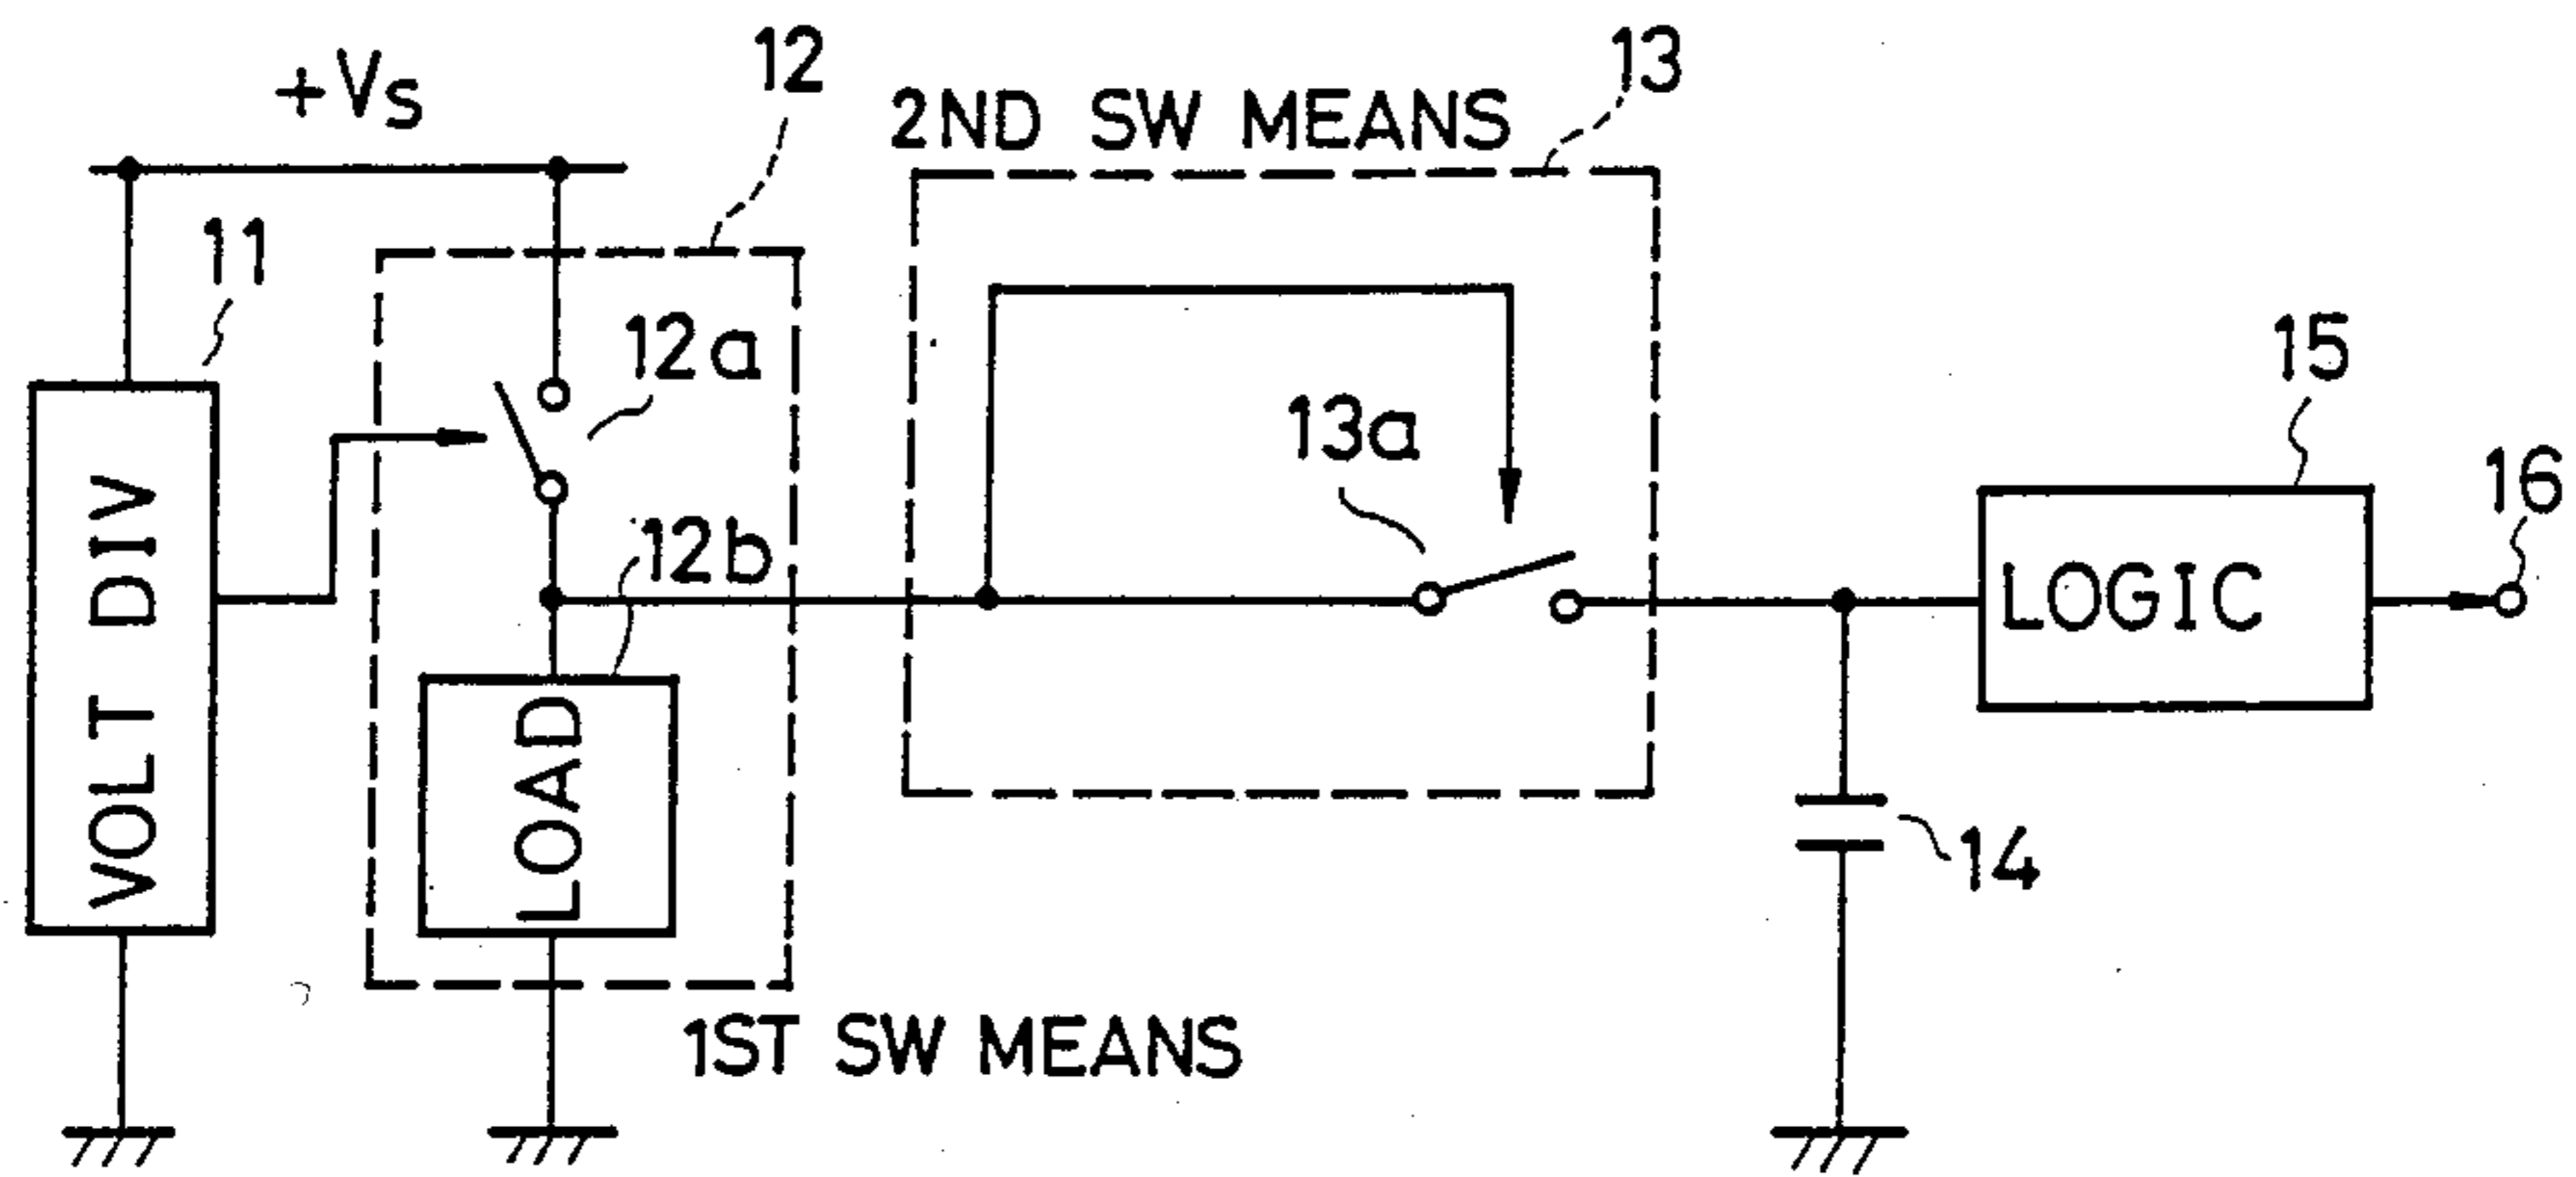 +Vs
12
2ND SW MEANS
13
11
12a
13a
15
16
12b
VOLT DIV
LOAD
LOGIC
14
1ST SW MEANS